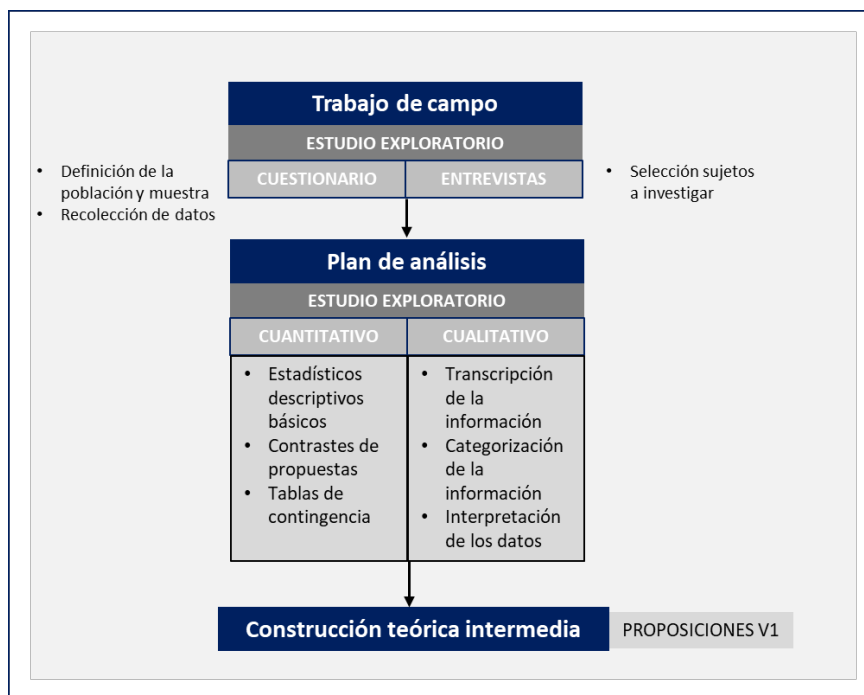 Trabajo de campo
ESTUDIO EXPLORATORIO
CUESTIONARIO
ENTREVISTAS
• Definición de la
población y muestra
• Recolección de datos
• Selección sujetos
a investigar
Plan de análisis
ESTUDIO EXPLORATORIO
CUANTITATIVO
CUALITATIVO
• Estadísticos
descriptivos
básicos
• Contrastes de
propuestas
• Tablas de
contingencia
• Transcripción
de la
información
• Categorización
de la
información
• Interpretación
de los datos
Construcción teórica intermedia
PROPOSICIONES V1